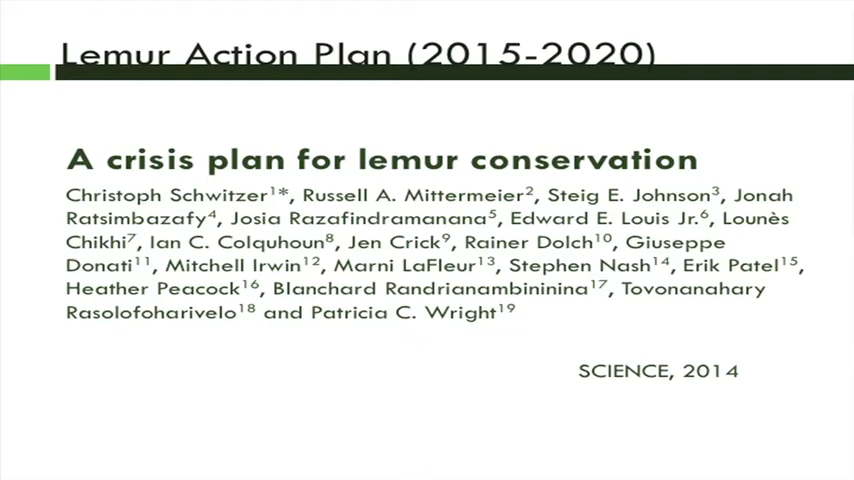 Lemur Action Plan (2015-2020)
A crisis plan for lemur conservation
Christoph Schwitzer¹*, Russell A. Mittermeier², Steig E. Johnson³, Jonah
Ratsimbazafy⁴, Josia Razafindramanana⁵, Edward E. Louis Jr.⁶, Lounès
Chikhi⁷, Ian C. Colquhoun⁸, Jen Crick⁹, Rainer Dolch¹⁰, Giuseppe
Donati¹¹, Mitchell Irwin¹², Marni LaFleur¹³, Stephen Nash¹⁴, Erik Patel¹⁵,
Heather Peacock¹⁶, Blanchard Randrianambininina¹⁷, Tovonanahary
Rasolofoharivelo¹⁸ and Patricia C. Wright¹⁹
SCIENCE, 2014